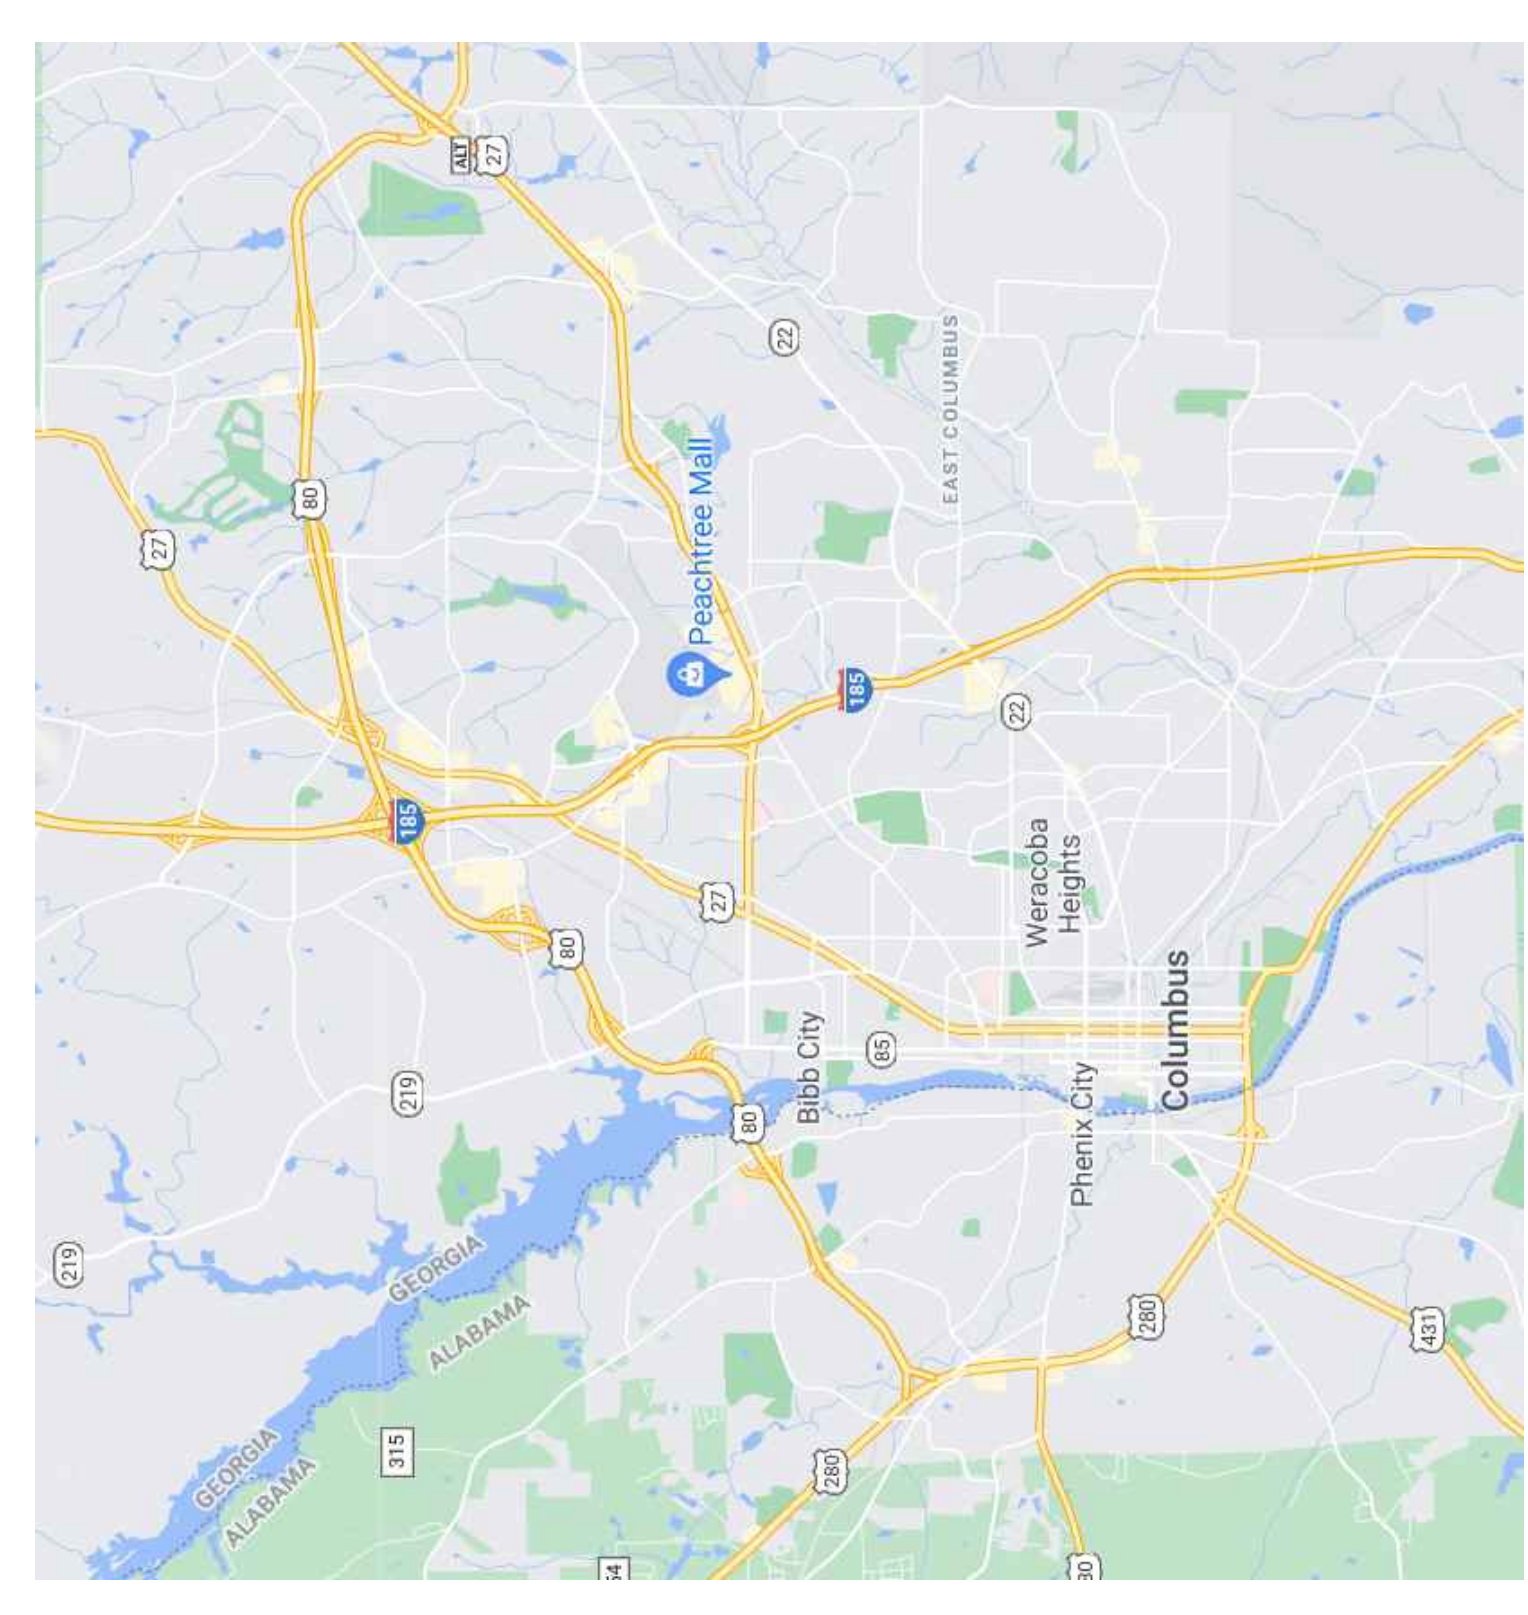 219
27
GEORGIA
ALABAMA
80
315
219
185
GEORGIA
ALABAMA
ALT 27
80
Peachtree Mall
27
80
22
Bibb City
280
185
85
EAST COLUMBUS
22
Weracoba
Heights
Phenix City
280
Columbus
431